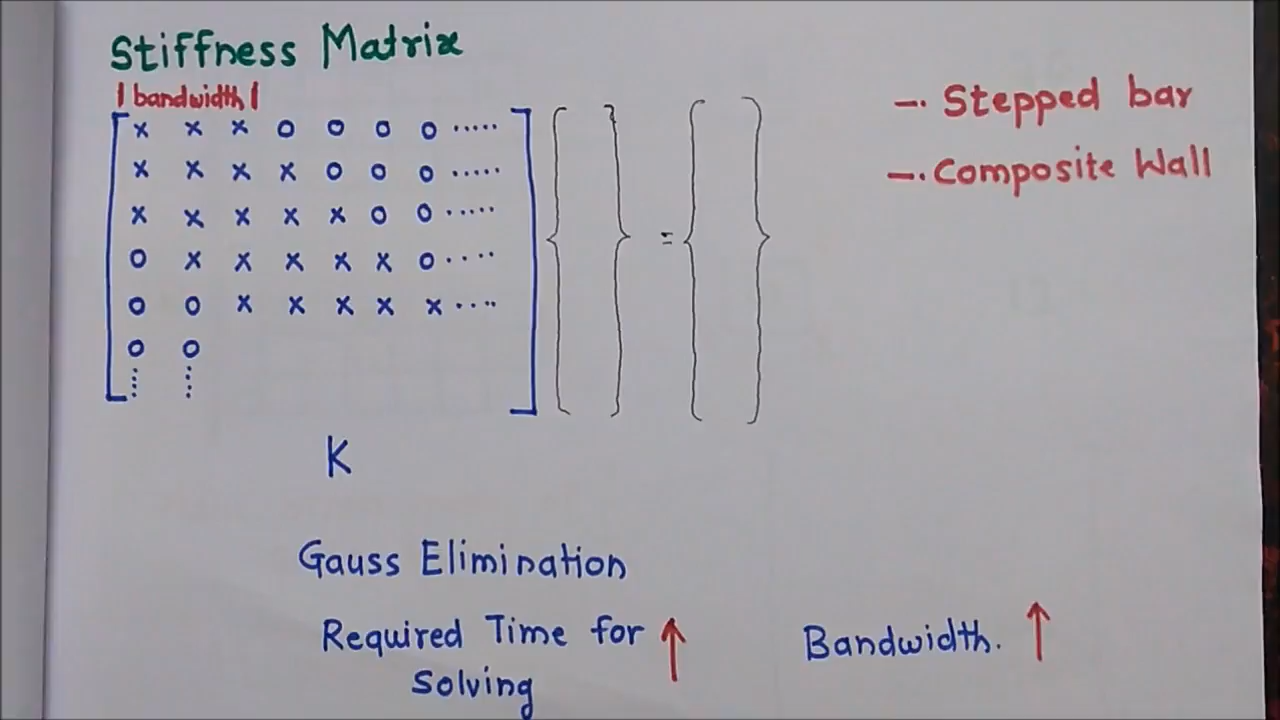 Stiffness Matrix
| bandwidth |
x x x o o o o .....
x x x x o o o .....
x x x x x o o .....
o x x x x x o ....
o o x x x x x ....
o o
K
{ } = { }
—. Stepped bar
—. Composite Wall
Gauss Elimination
Required Time for ↑ Bandwidth. ↑
Solving